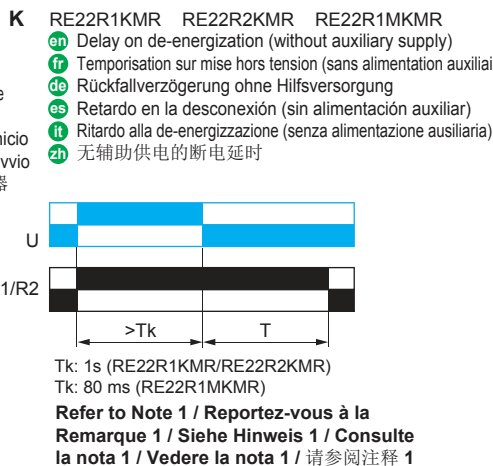 K RE22R1KMR RE22R2KMR RE22R1MKMR
en Delay on de-energization (without auxiliary supply)
fr Temporisation sur mise hors tension (sans alimentation auxiliai
de Rückfallverzögerung ohne Hilfsversorgung
es Retardo en la desconexión (sin alimentación auxiliar)
it Ritardo alla de-energizzazione (senza alimentazione ausiliaria)
zh 无辅助供电的断电延时
e
nicio
vvio
器
U
1/R2
>Tk T
Tk: 1s (RE22R1KMR/RE22R2KMR)
Tk: 80 ms (RE22R1MKMR)
Refer to Note 1 / Reportez-vous à la
Remarque 1 / Siehe Hinweis 1 / Consulte
la nota 1 / Vedere la nota 1 / 请参阅注释 1